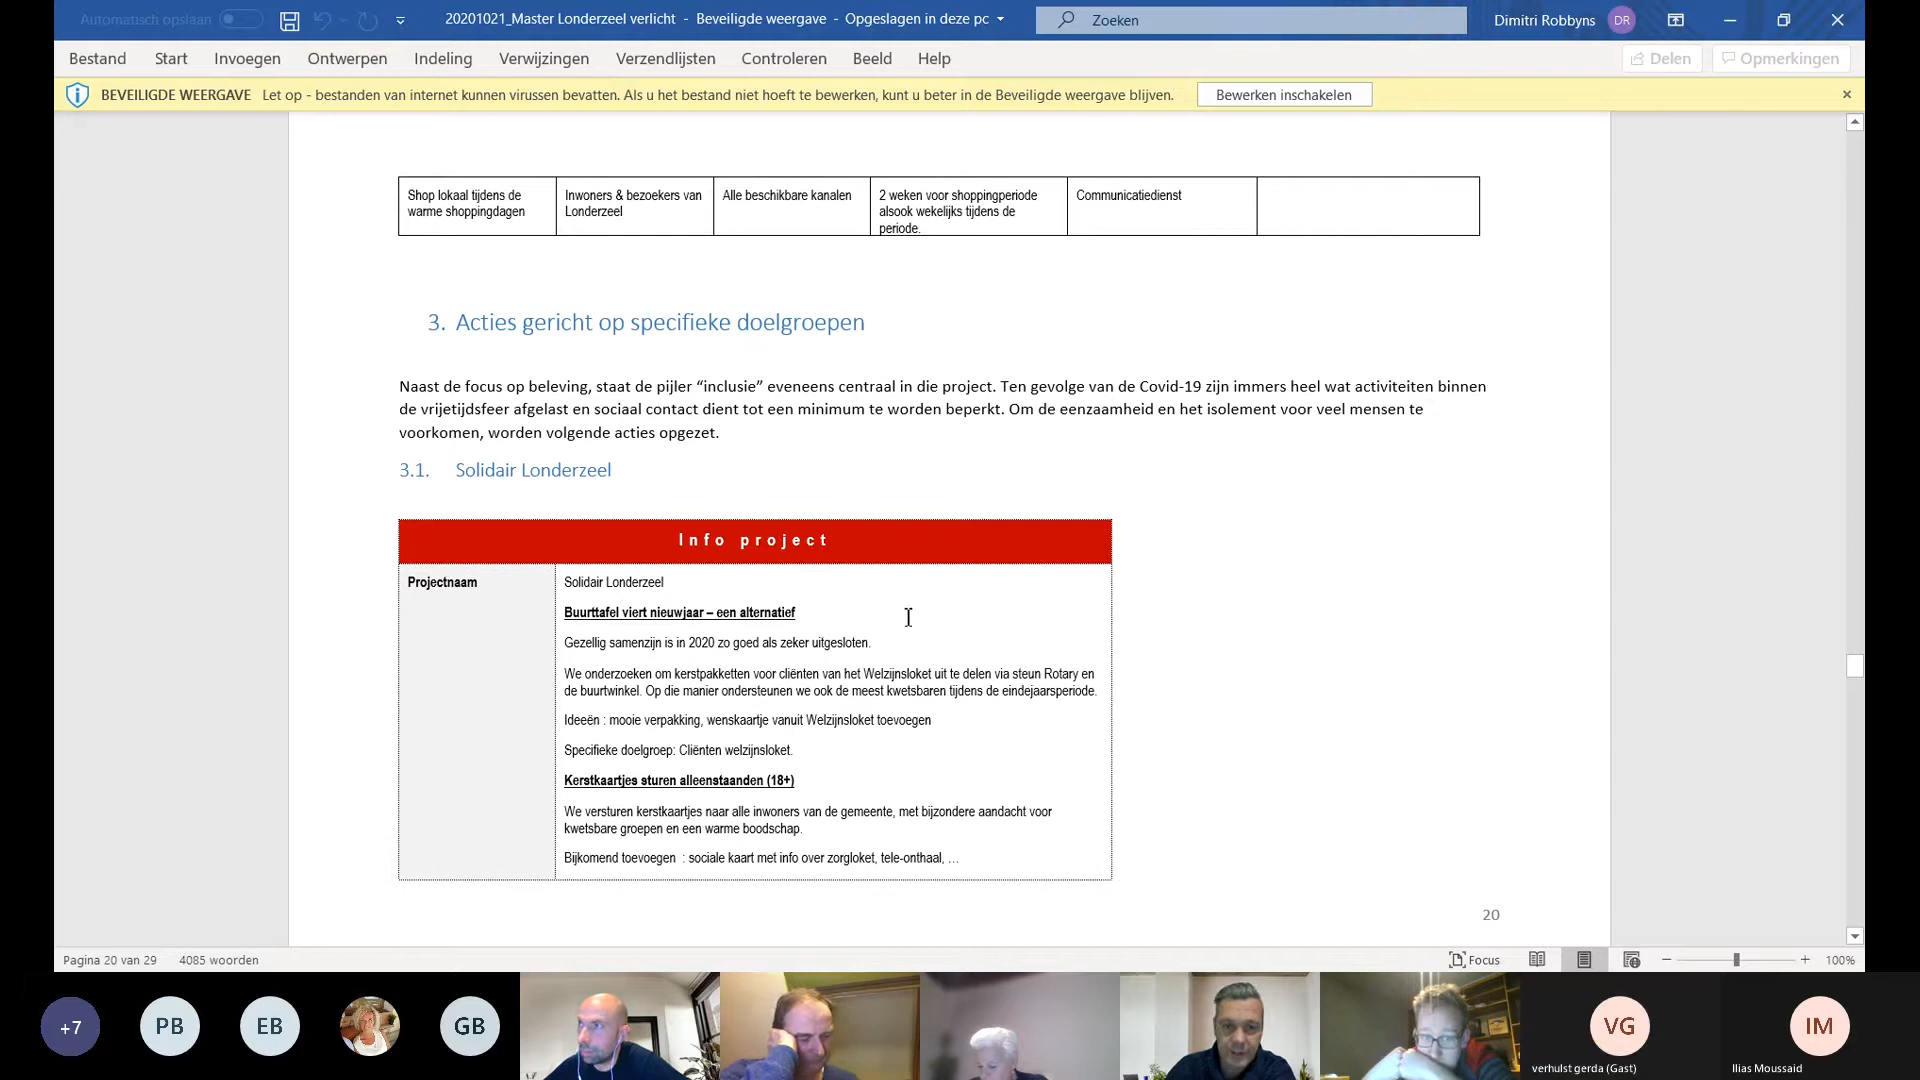 Automatisch opslaan
20201021_Master Londerzeel verlicht - Beveiligde weergave - Opgeslagen in deze pc
Zoeken
Dimitri Robbyns
DR
Bestand
Start
Invoegen
Ontwerpen
Indeling
Verwijzingen
Verzendlijsten
Controleren
Beeld
Help
Delen
Opmerkingen
BEVEILIGDE WEERGAVE Let op - bestanden van internet kunnen virussen bevatten. Als u het bestand niet hoeft te bewerken, kunt u beter in de Beveiligde weergave blijven.
Bewerken inschakelen
Shop lokaal tijdens de
warme shoppingdagen
Inwoners & bezoekers van
Londerzeel
Alle beschikbare kanalen
2 weken voor shoppingperiode
alsook wekelijks tijdens de
periode.
Communicatiedienst
3. Acties gericht op specifieke doelgroepen
Naast de focus op beleving, staat de pijler “inclusie” eveneens centraal in die project. Ten gevolge van de Covid-19 zijn immers heel wat activiteiten binnen
de vrijetijdsfeer afgelast en sociaal contact dient tot een minimum te worden beperkt. Om de eenzaamheid en het isolement voor veel mensen te
voorkomen, worden volgende acties opgezet.
3.1. Solidair Londerzeel
Info project
Projectnaam
Solidair Londerzeel
Buurttafel viert nieuwjaar – een alternatief
Gezellig samenzijn is in 2020 zo goed als zeker uitgesloten.
We onderzoeken om kerstpakketten voor cliënten van het Welzijnsloket uit te delen via steun Rotary en
de buurtwinkel. Op die manier ondersteunen we ook de meest kwetsbaren tijdens de eindejaarsperiode.
Ideeën : mooie verpakking, wenskaartje vanuit Welzijnsloket toevoegen
Specifieke doelgroep: Cliënten welzijnsloket.
Kerstkaartjes sturen alleenstaanden (18+)
We versturen kerstkaartjes naar alle inwoners van de gemeente, met bijzondere aandacht voor
kwetsbare groepen en een warme boodschap.
Bijkomend toevoegen : sociale kaart met info over zorgloket, tele-onthaal, …
20
Pagina 20 van 29
4085 woorden
Focus
100%
+7
PB
EB
GB
VG
verhulst gerda (Gast)
IM
Ilias Moussaid